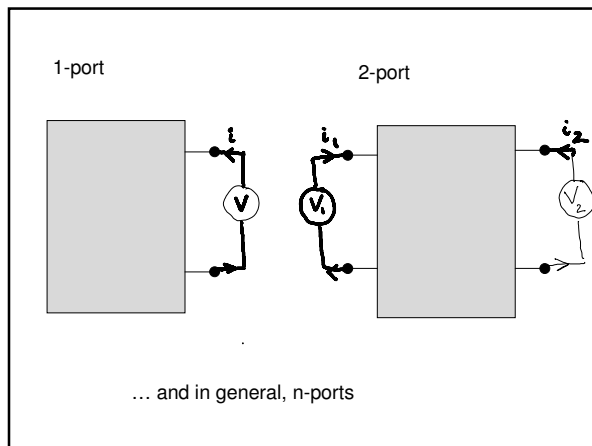 1-port
2-port
i
i₁
i₂
V
V₁
V₂
... and in general, n-ports